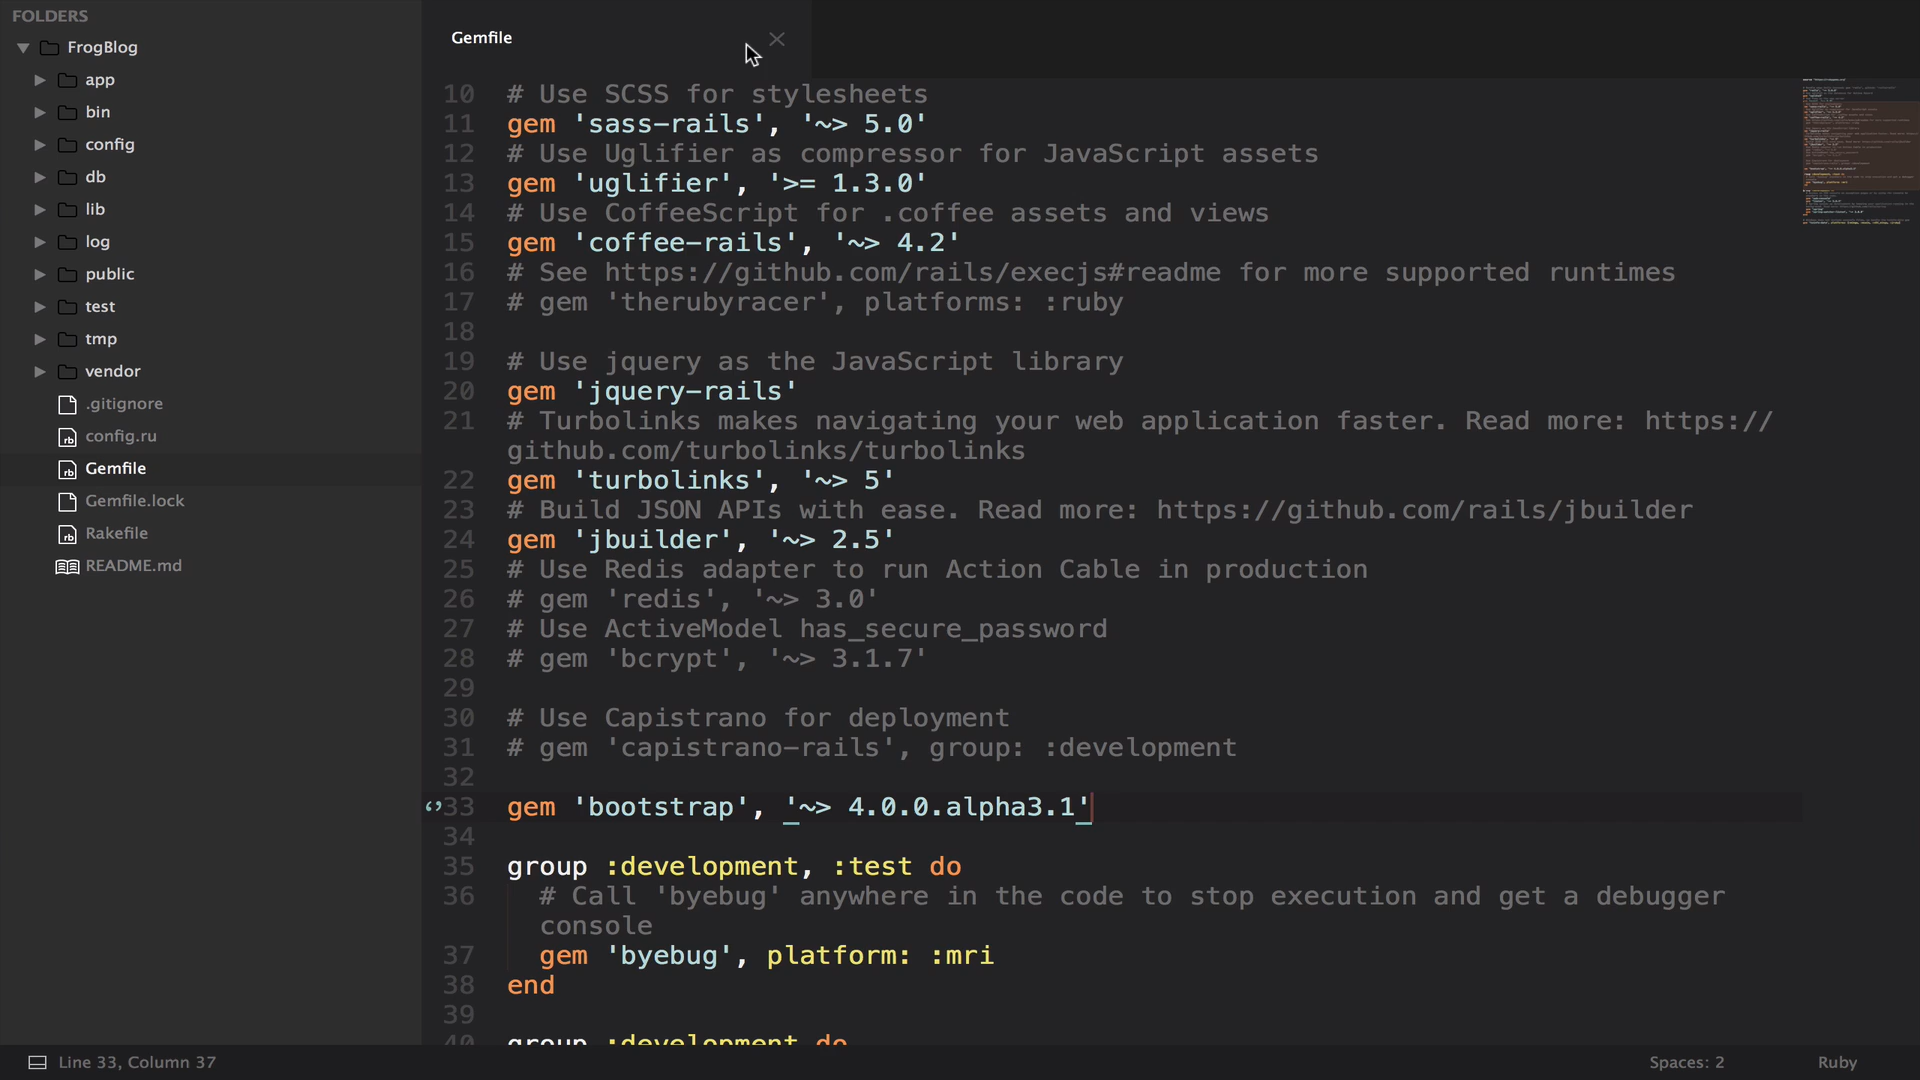 FOLDERS
FrogBlog
app
bin
config
db
lib
log
public
test
tmp
vendor
.gitignore
config.ru
Gemfile
Gemfile.lock
Rakefile
README.md
Gemfile
10 # Use SCSS for stylesheets
11 gem 'sass-rails', '~> 5.0'
12 # Use Uglifier as compressor for JavaScript assets
13 gem 'uglifier', '>= 1.3.0'
14 # Use CoffeeScript for .coffee assets and views
15 gem 'coffee-rails', '~> 4.2'
16 # See https://github.com/rails/execjs#readme for more supported runtimes
17 # gem 'therubyracer', platforms: :ruby
18
19 # Use jquery as the JavaScript library
20 gem 'jquery-rails'
21 # Turbolinks makes navigating your web application faster. Read more: https://
github.com/turbolinks/turbolinks
22 gem 'turbolinks', '~> 5'
23 # Build JSON APIs with ease. Read more: https://github.com/rails/jbuilder
24 gem 'jbuilder', '~> 2.5'
25 # Use Redis adapter to run Action Cable in production
26 # gem 'redis', '~> 3.0'
27 # Use ActiveModel has_secure_password
28 # gem 'bcrypt', '~> 3.1.7'
29
30 # Use Capistrano for deployment
31 # gem 'capistrano-rails', group: :development
32
33 gem 'bootstrap', '~> 4.0.0.alpha3.1'
34
35 group :development, :test do
36 # Call 'byebug' anywhere in the code to stop execution and get a debugger
console
37 gem 'byebug', platform: :mri
38 end
39
40 group :development do
Line 33, Column 37
Spaces: 2
Ruby